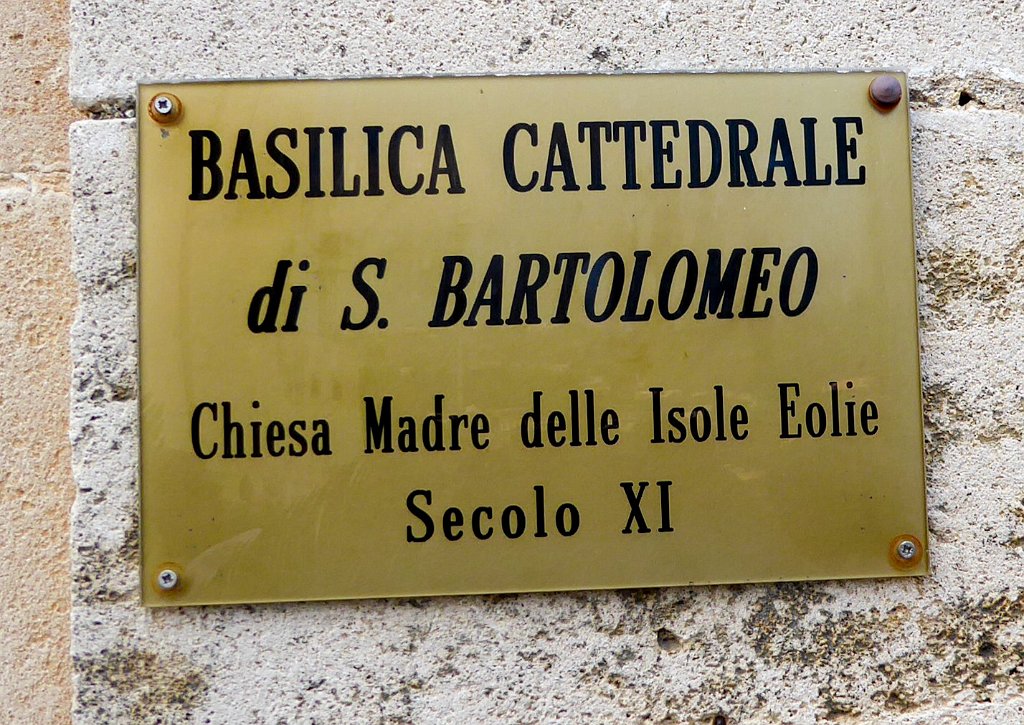 BASILICA CATTEDRALE
di S. BARTOLOMEO
Chiesa Madre delle Isole Eolie
Secolo XI